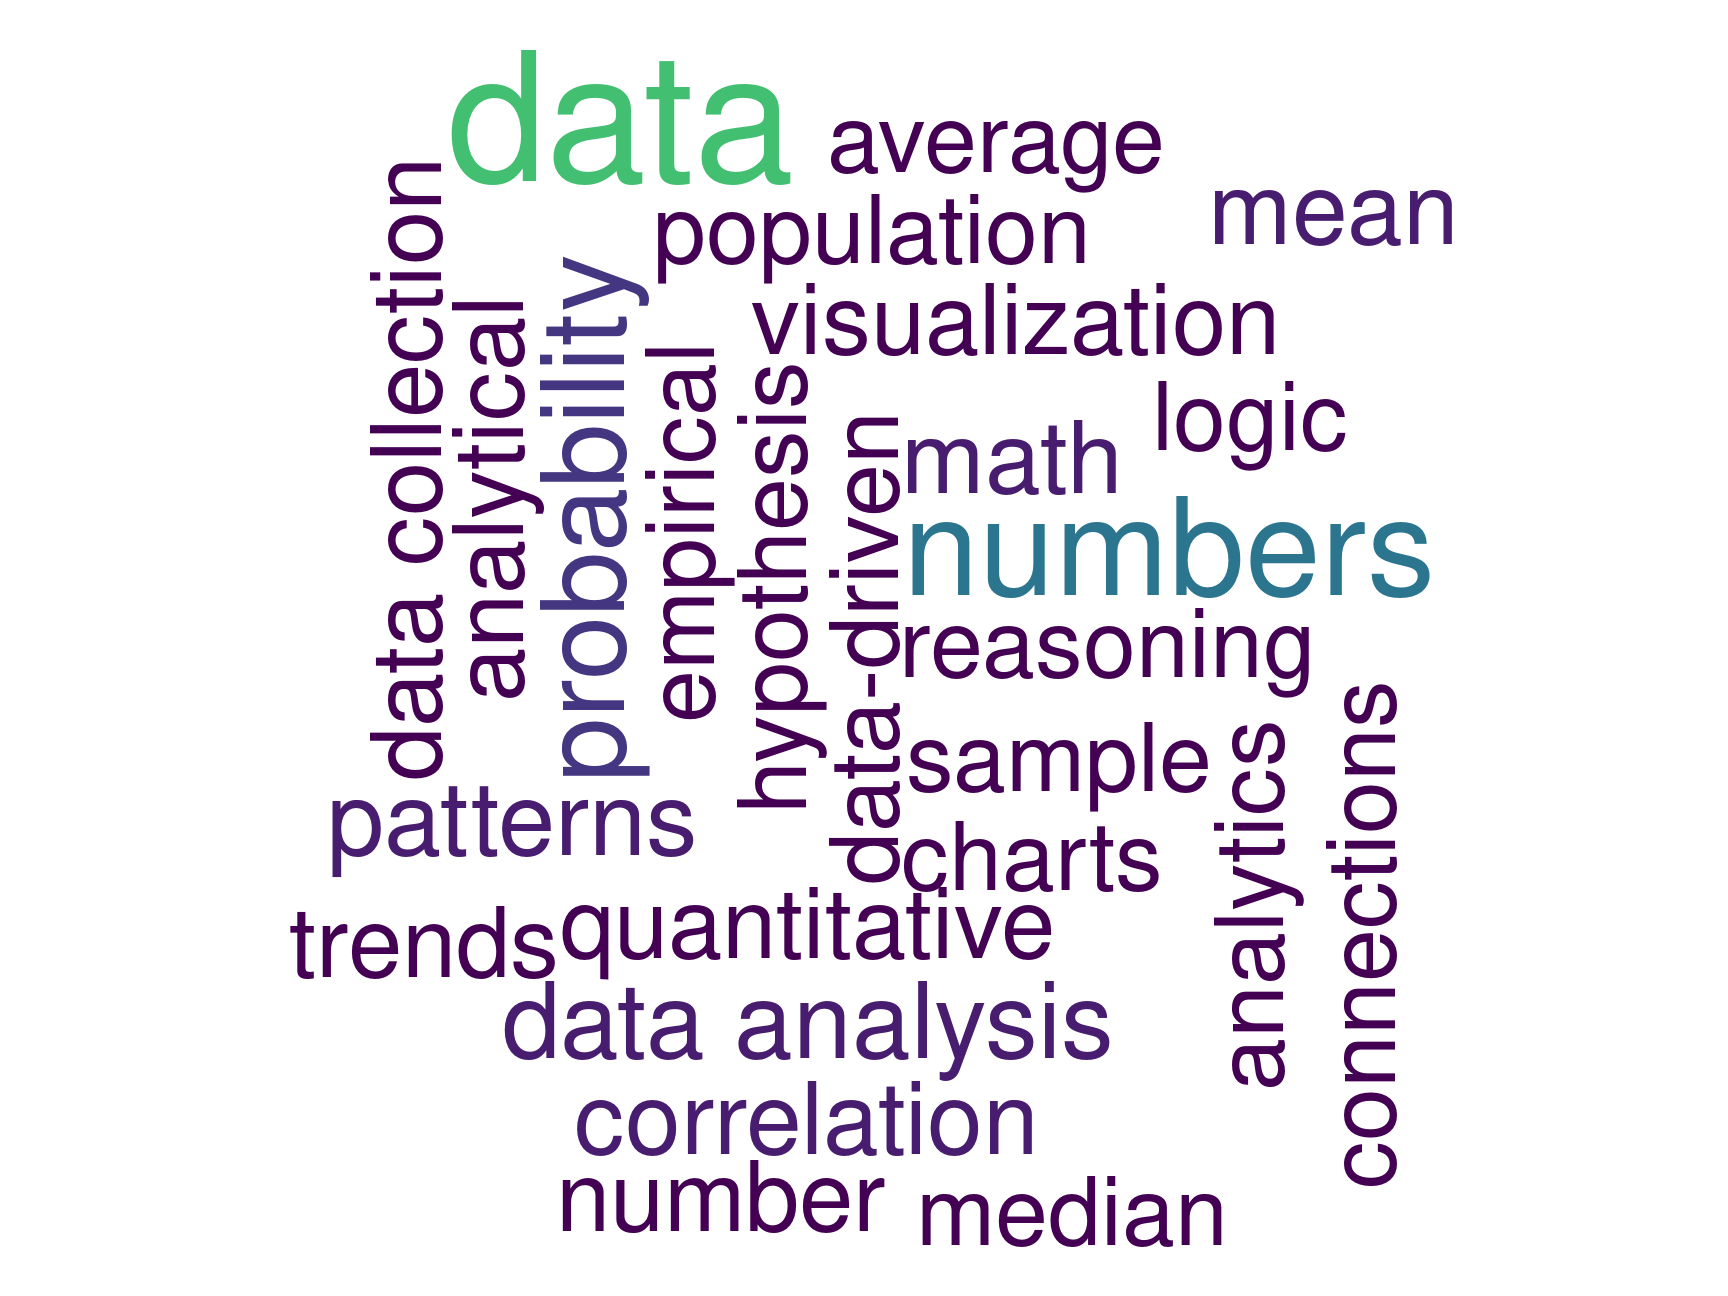 data
average
mean
population
data collection
probability
visualization
analytical
empirical
hypothesis
logic
data-driven
math
numbers
reasoning
connections
sample
analytics
patterns
charts
quantitative
trends
data analysis
correlation
number
median